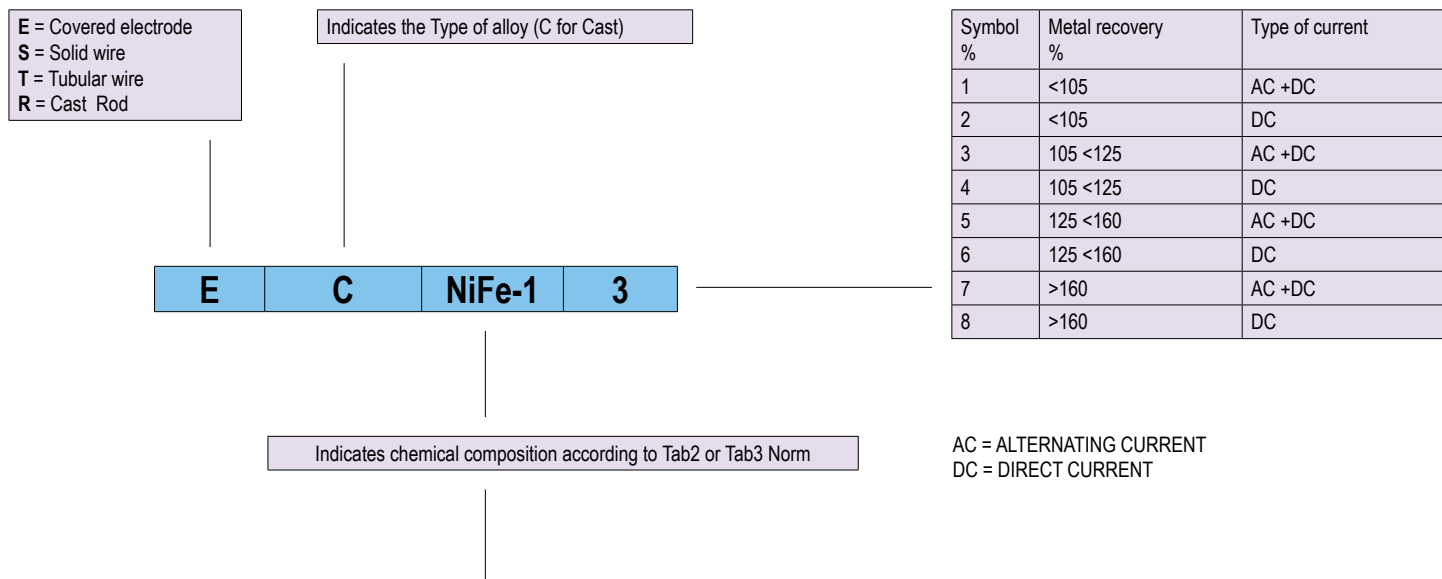 E = Covered electrode
S = Solid wire
T = Tubular wire
R = Cast Rod
Indicates the Type of alloy (C for Cast)
Symbol % Metal recovery % Type of current
1 <105 AC +DC
2 <105 DC
3 105 <125 AC +DC
4 105 <125 DC
5 125 <160 AC +DC
6 125 <160 DC
7 >160 AC +DC
8 >160 DC
E C NiFe-1 3
Indicates chemical composition according to Tab2 or Tab3 Norm
AC = ALTERNATING CURRENT
DC = DIRECT CURRENT